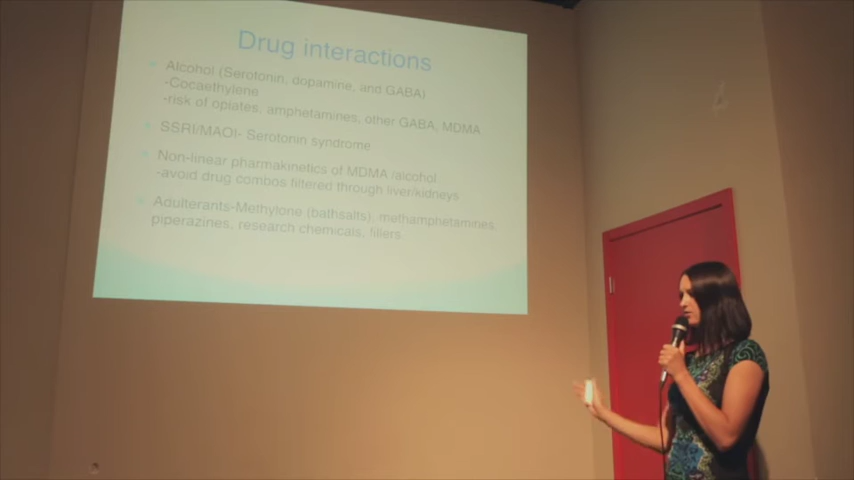 Drug interactions
Alcohol (Serotonin, dopamine, and GABA)
-Cocaethylene
-risk of opiates, amphetamines, other GABA, MDMA
SSRI/MAOI- Serotonin syndrome
Non-linear pharmakinetics of MDMA /alcohol
-avoid drug combos filtered through liver/kidneys
Adulterants-Methylone (bathsalts), methamphetamines,
piperazines, research chemicals, fillers